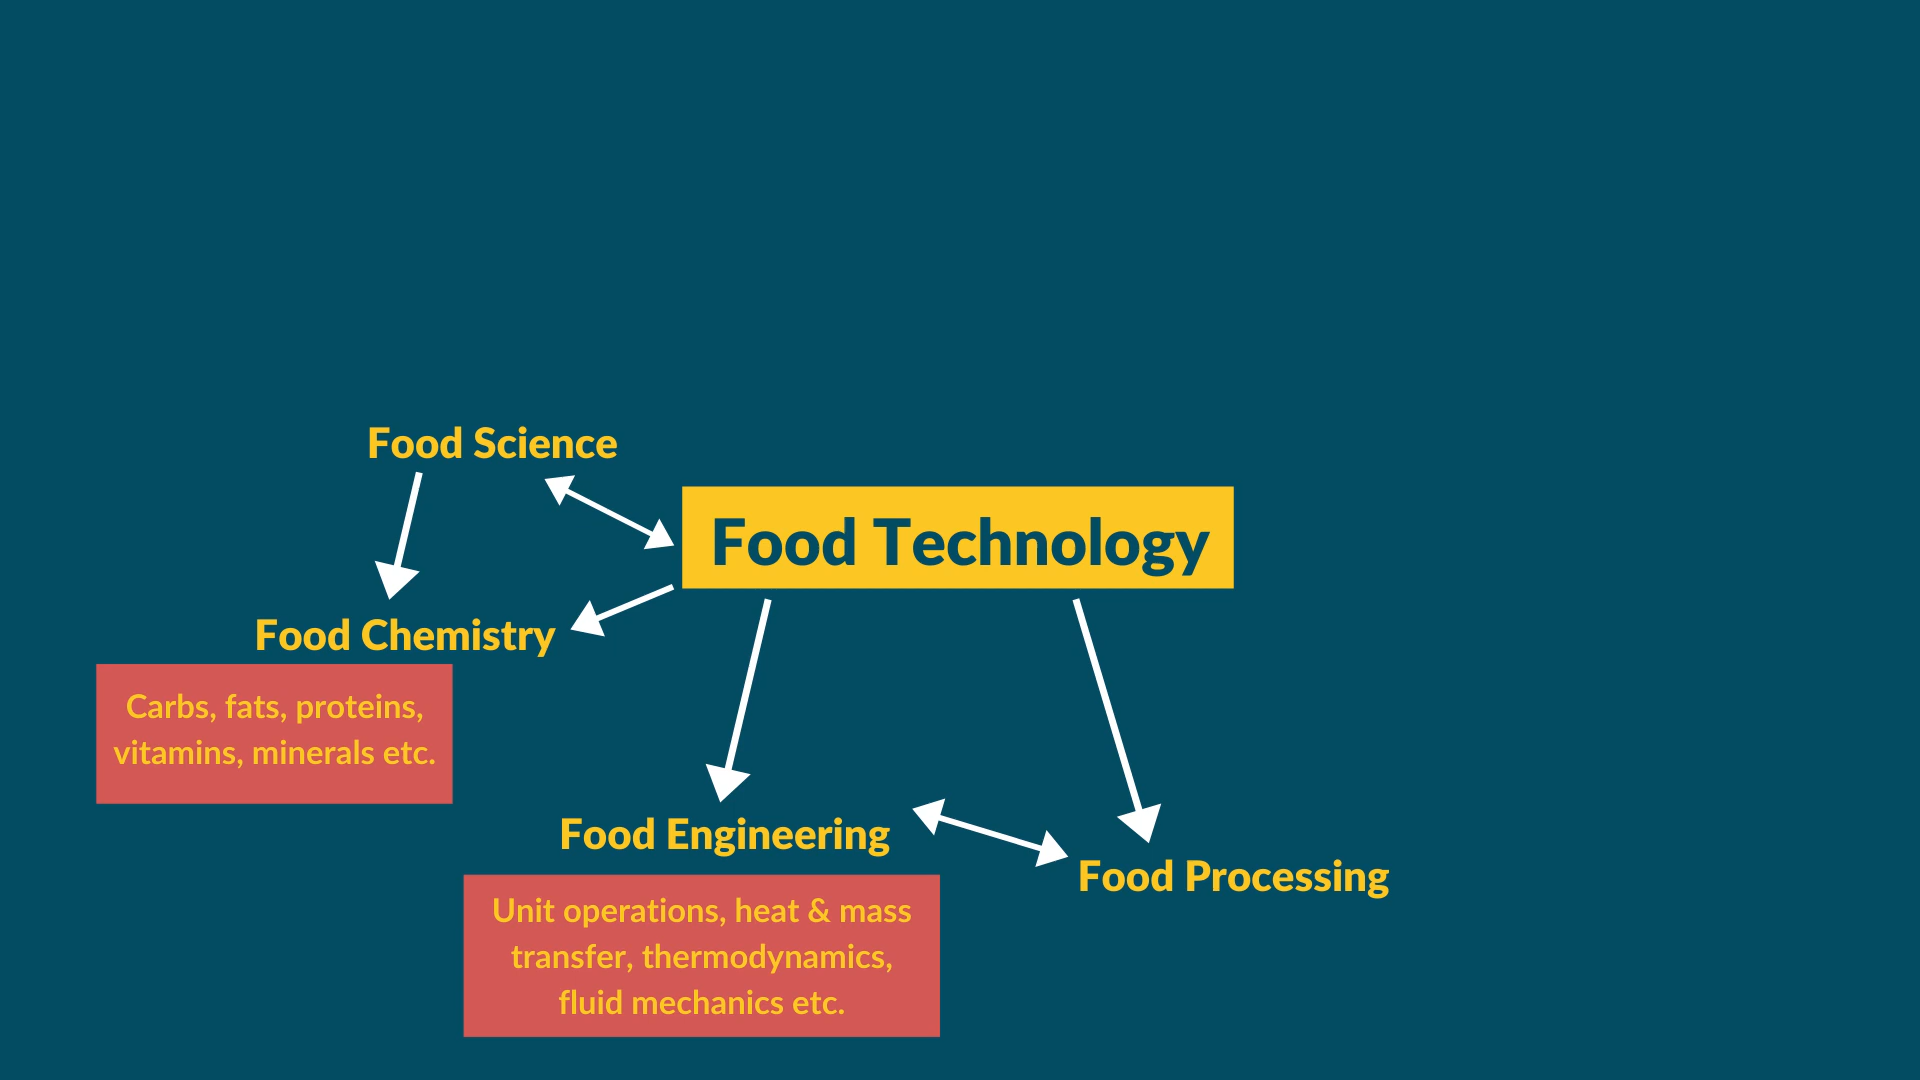 Food Science
Food Technology
Food Chemistry
Carbs, fats, proteins,
vitamins, minerals etc.
Food Engineering
Food Processing
Unit operations, heat & mass
transfer, thermodynamics,
fluid mechanics etc.